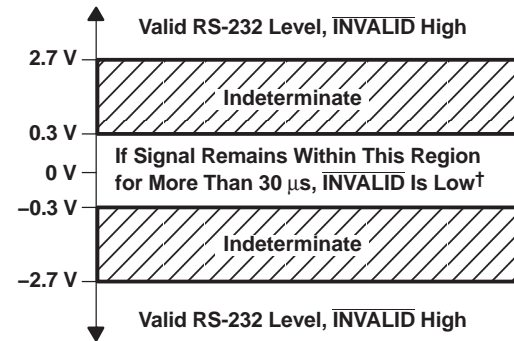 Valid RS-232 Level, INVALID High
2.7 V
Indeterminate
0.3 V
If Signal Remains Within This Region
0 V
for More Than 30 μs, INVALID Is Low†
–0.3 V
Indeterminate
–2.7 V
Valid RS-232 Level, INVALID High